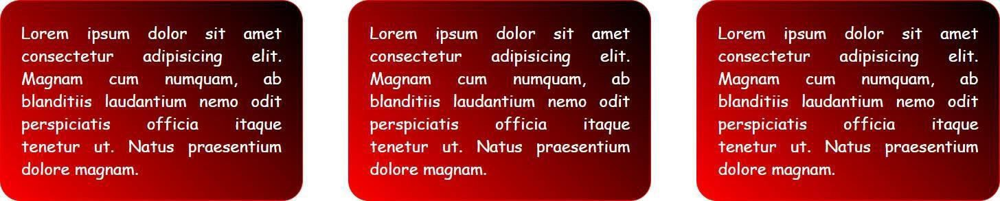 Lorem ipsum dolor sit amet
consectetur adipisicing elit.
Magnam cum numquam, ab
blanditiis laudantium nemo odit
perspiciatis officia itaque
tenetur ut. Natus praesentium
dolore magnam.
Lorem ipsum dolor sit amet
consectetur adipisicing elit.
Magnam cum numquam, ab
blanditiis laudantium nemo odit
perspiciatis officia itaque
tenetur ut. Natus praesentium
dolore magnam.
Lorem ipsum dolor sit amet
consectetur adipisicing elit.
Magnam cum numquam, ab
blanditiis laudantium nemo odit
perspiciatis officia itaque
tenetur ut. Natus praesentium
dolore magnam.